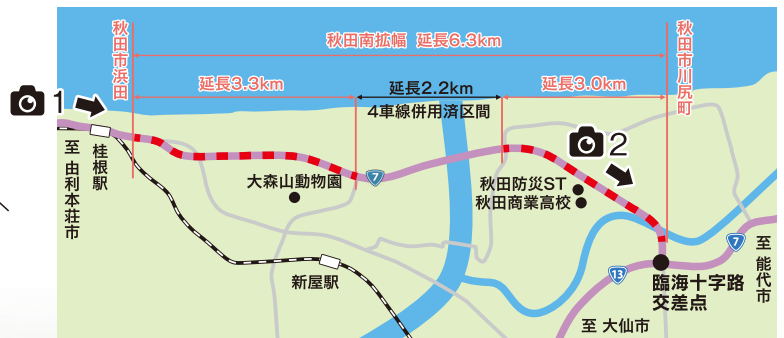 秋田南拡幅 延長6.3km
秋田市浜田
秋田市川尻町
延長3.3km
延長2.2km
延長3.0km
4車線併用済区間
1
2
至 由利本荘市
桂根駅
大森山動物園
7
秋田防災ST
秋田商業高校
新屋駅
7
至 能代市
13
臨海十字路
交差点
至 大仙市